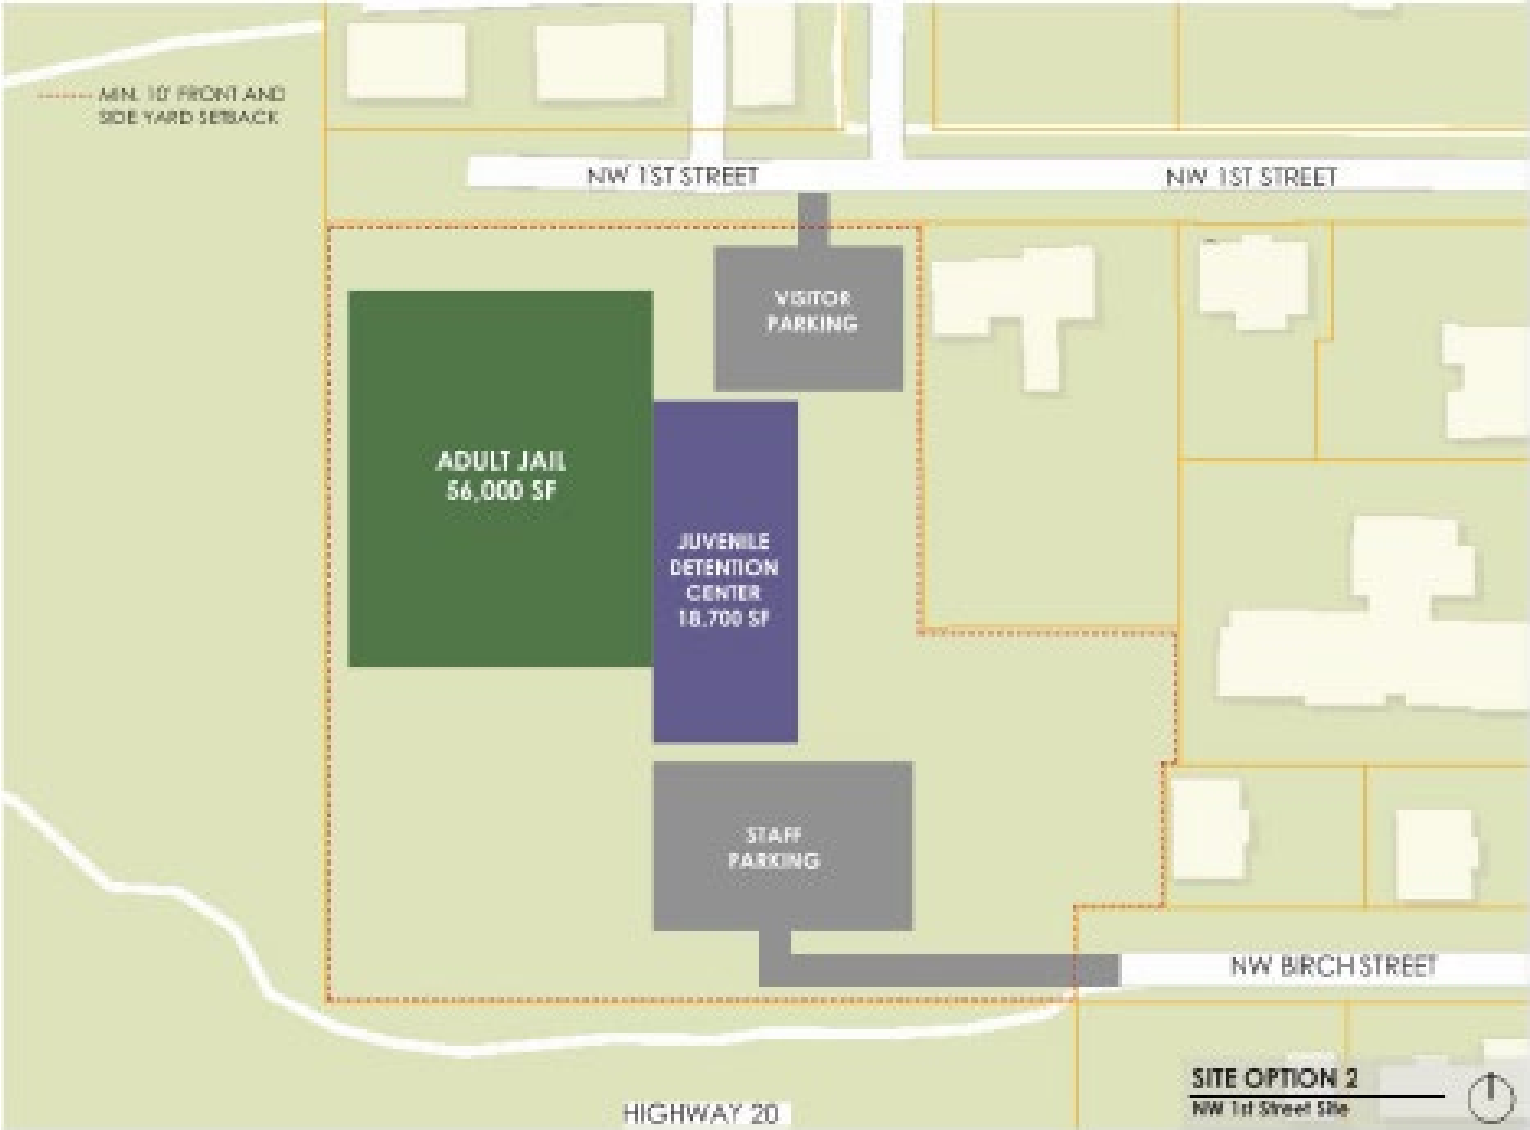 MIN. 10' FRONT AND
SIDE YARD SETBACK
NW 1ST STREET
NW 1ST STREET
VISITOR
PARKING
ADULT JAIL
56,000 SF
JUVENILE
DETENTION
CENTER
18,700 SF
STAFF
PARKING
NW BIRCH STREET
SITE OPTION 2
NW 1st Street Site
HIGHWAY 20